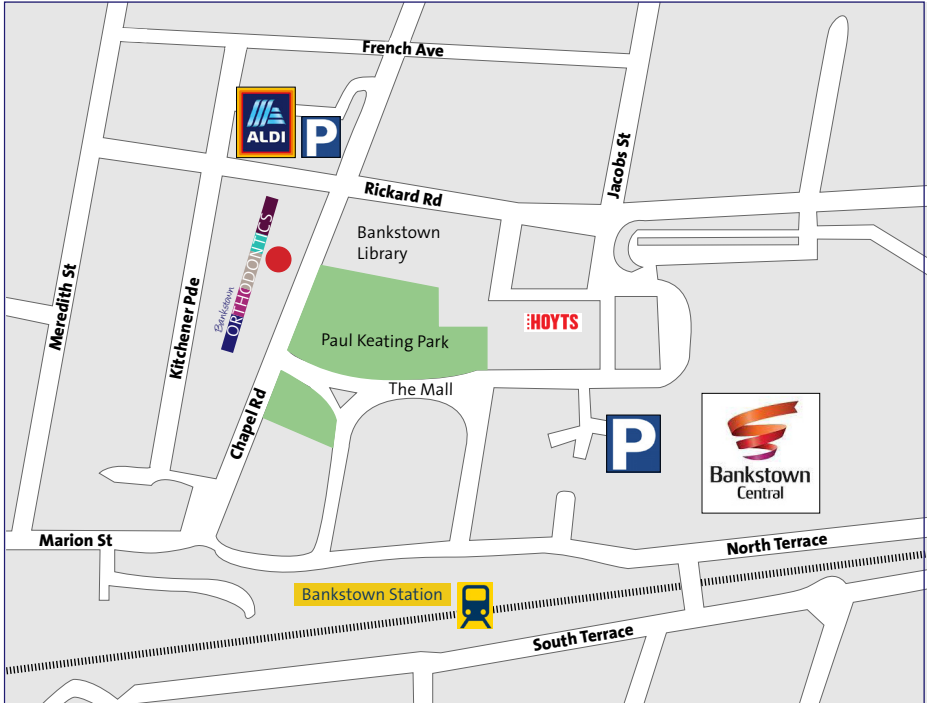 French Ave
ALDI
P
Jacobs St
Rickard Rd
Bankstown
Library
Bankstown
ORTHODONTICS
Meredith St
Kitchener Pde
HOYTS
Paul Keating Park
The Mall
Chapel Rd
P
Bankstown
Central
Marion St
North Terrace
Bankstown Station
South Terrace